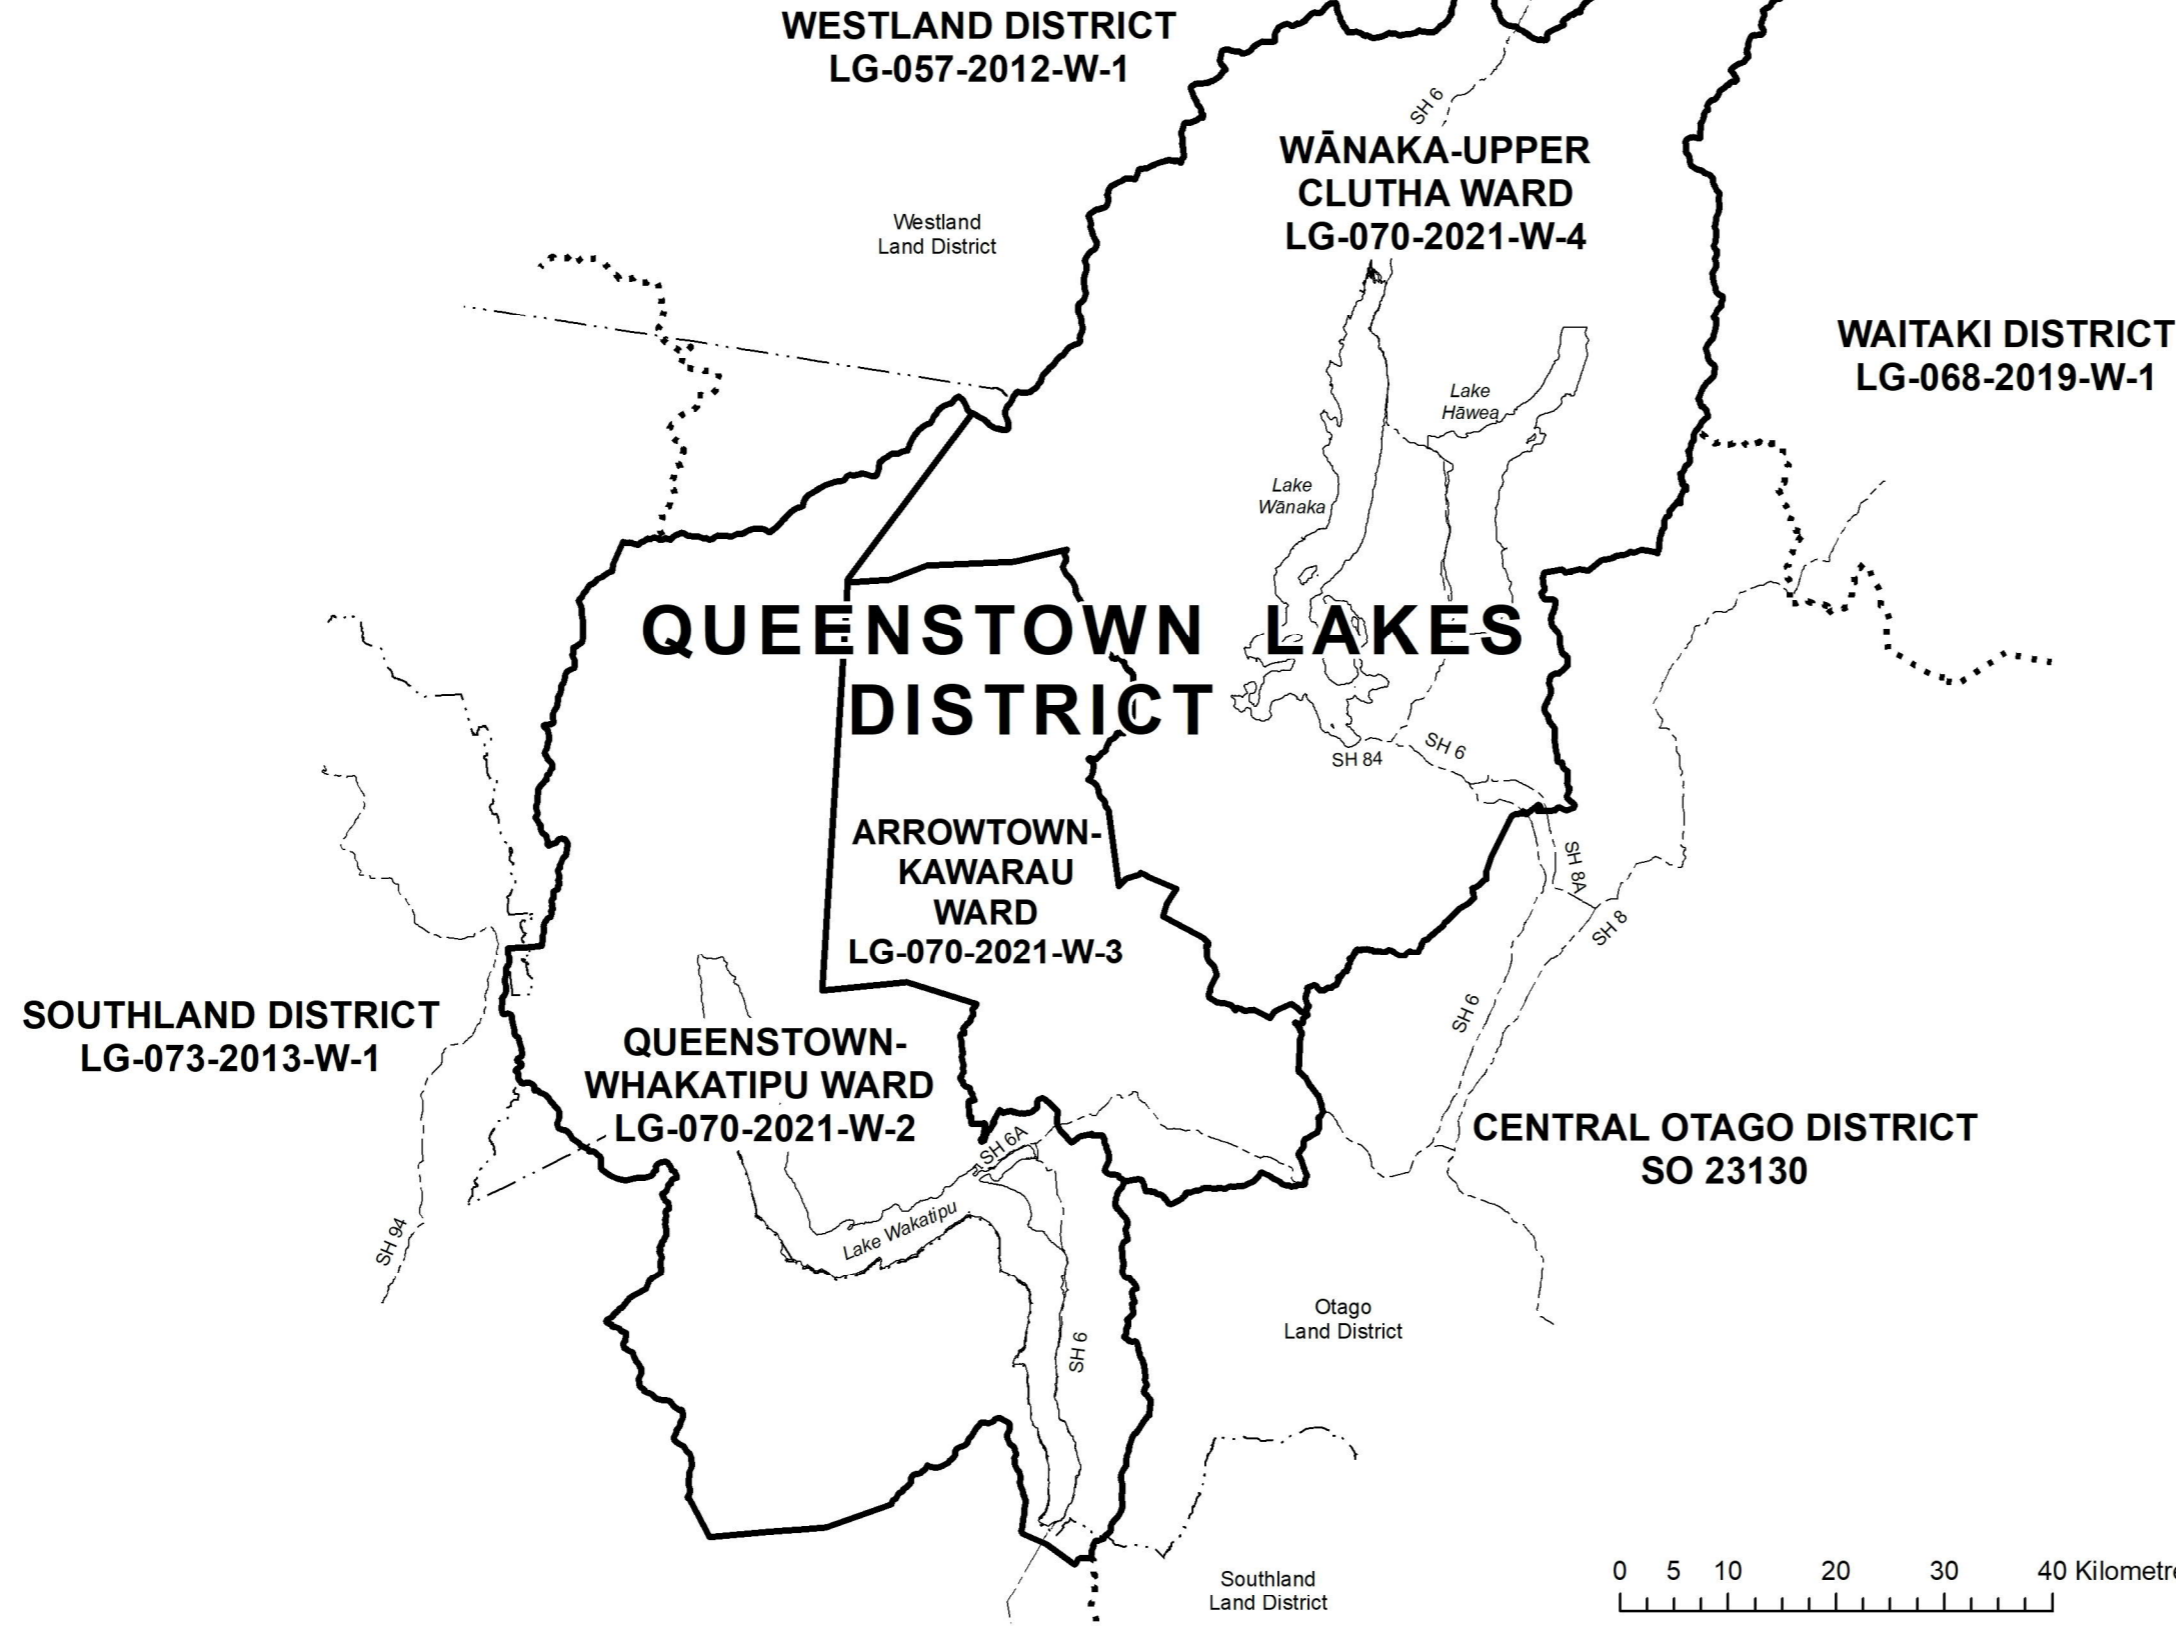 WESTLAND DISTRICT
LG-057-2012-W-1
SH 6
WĀNAKA-UPPER
CLUTHA WARD
LG-070-2021-W-4
Westland
Land District
WAITAKI DISTRICT
LG-068-2019-W-1
Lake
Hāwea
Lake
Wānaka
QUEENSTOWN LAKES
DISTRICT
SH 6
SH 84
ARROWTOWN-
KAWARAU
WARD
LG-070-2021-W-3
SH 8A
SH 8
SH 6
SOUTHLAND DISTRICT
LG-073-2013-W-1
QUEENSTOWN-
WHAKATIPU WARD
LG-070-2021-W-2
SH 6A
CENTRAL OTAGO DISTRICT
SO 23130
SH 94
Lake Wakatipu
SH 6
Otago
Land District
Southland
Land District
0 5 10 20 30 40 Kilometre